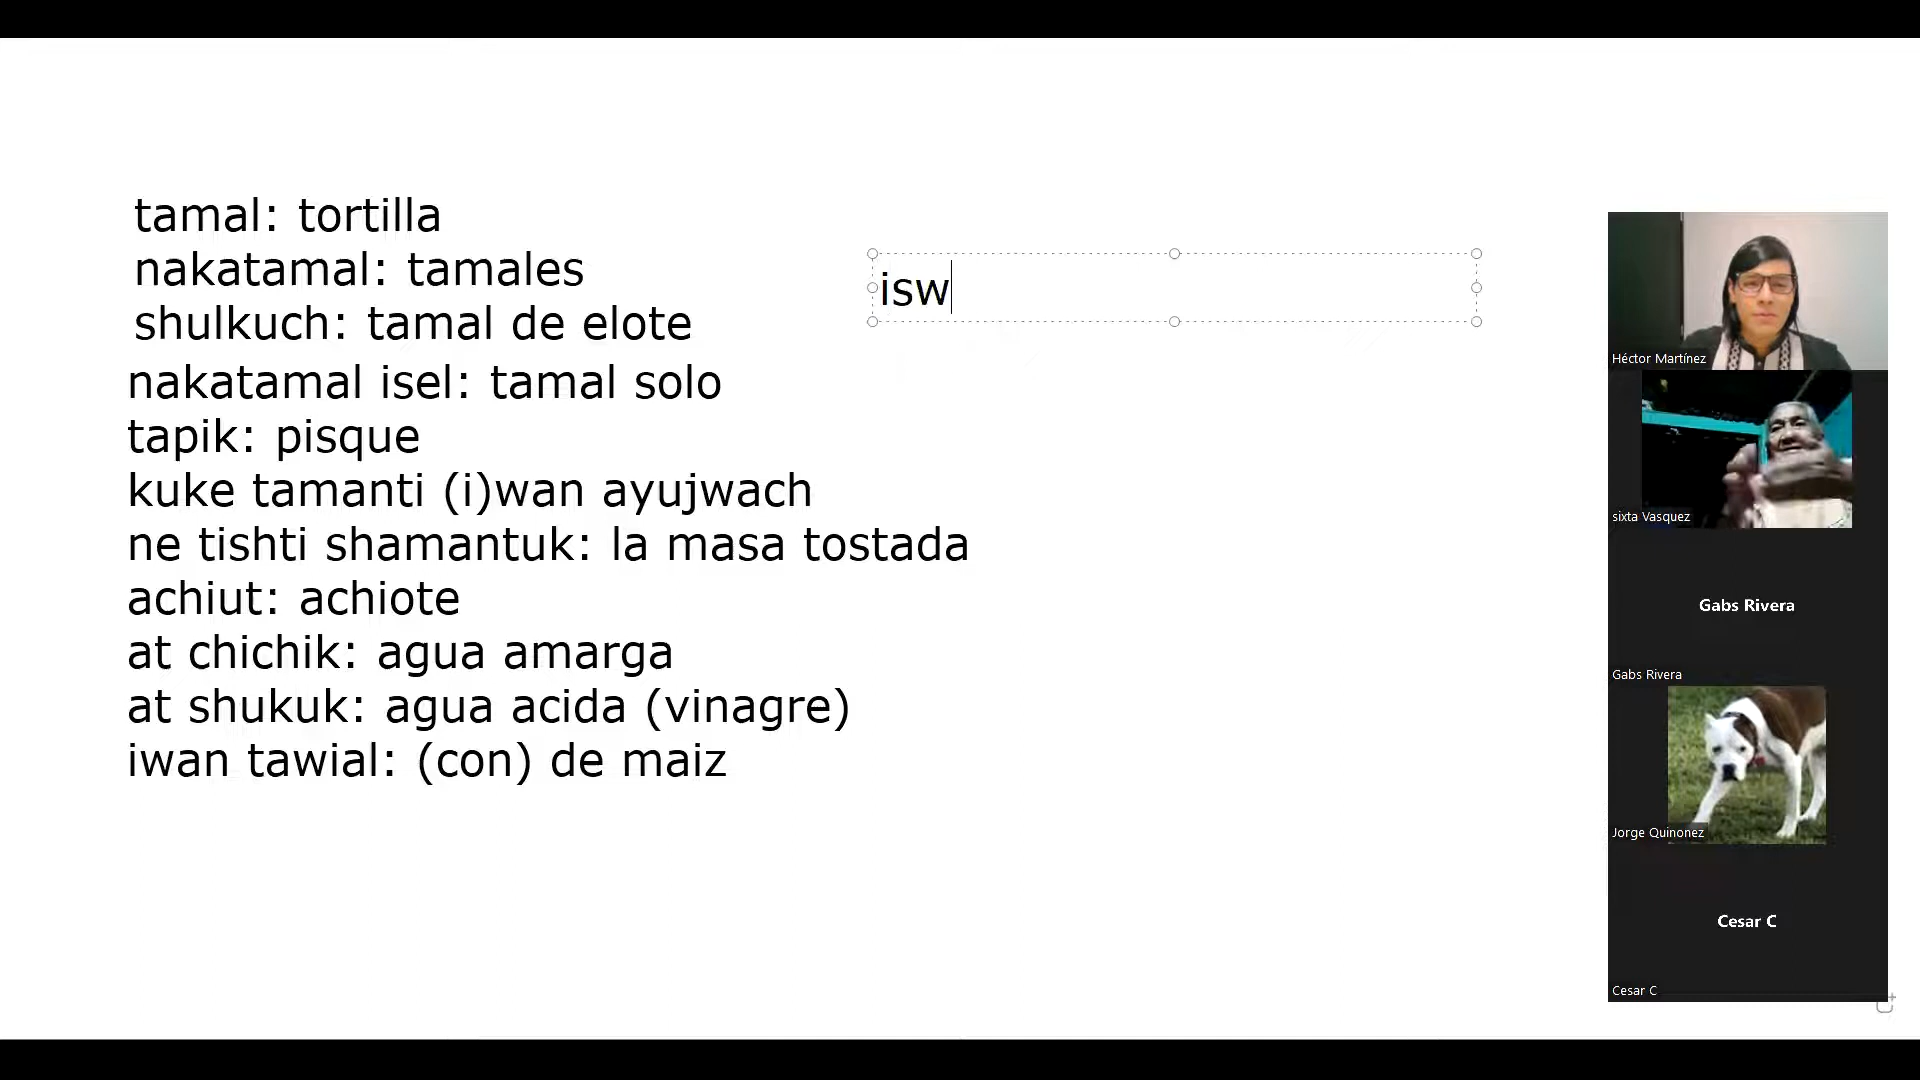 tamal: tortilla
nakatamal: tamales
shulkuch: tamal de elote
nakatamal isel: tamal solo
tapik: pisque
kuke tamanti (i)wan ayujwach
ne tishti shamantuk: la masa tostada
achiut: achiote
at chichik: agua amarga
at shukuk: agua acida (vinagre)
iwan tawial: (con) de maiz
isw
Héctor Martínez
sixta Vasquez
Gabs Rivera
Gabs Rivera
Jorge Quinonez
Cesar C
Cesar C